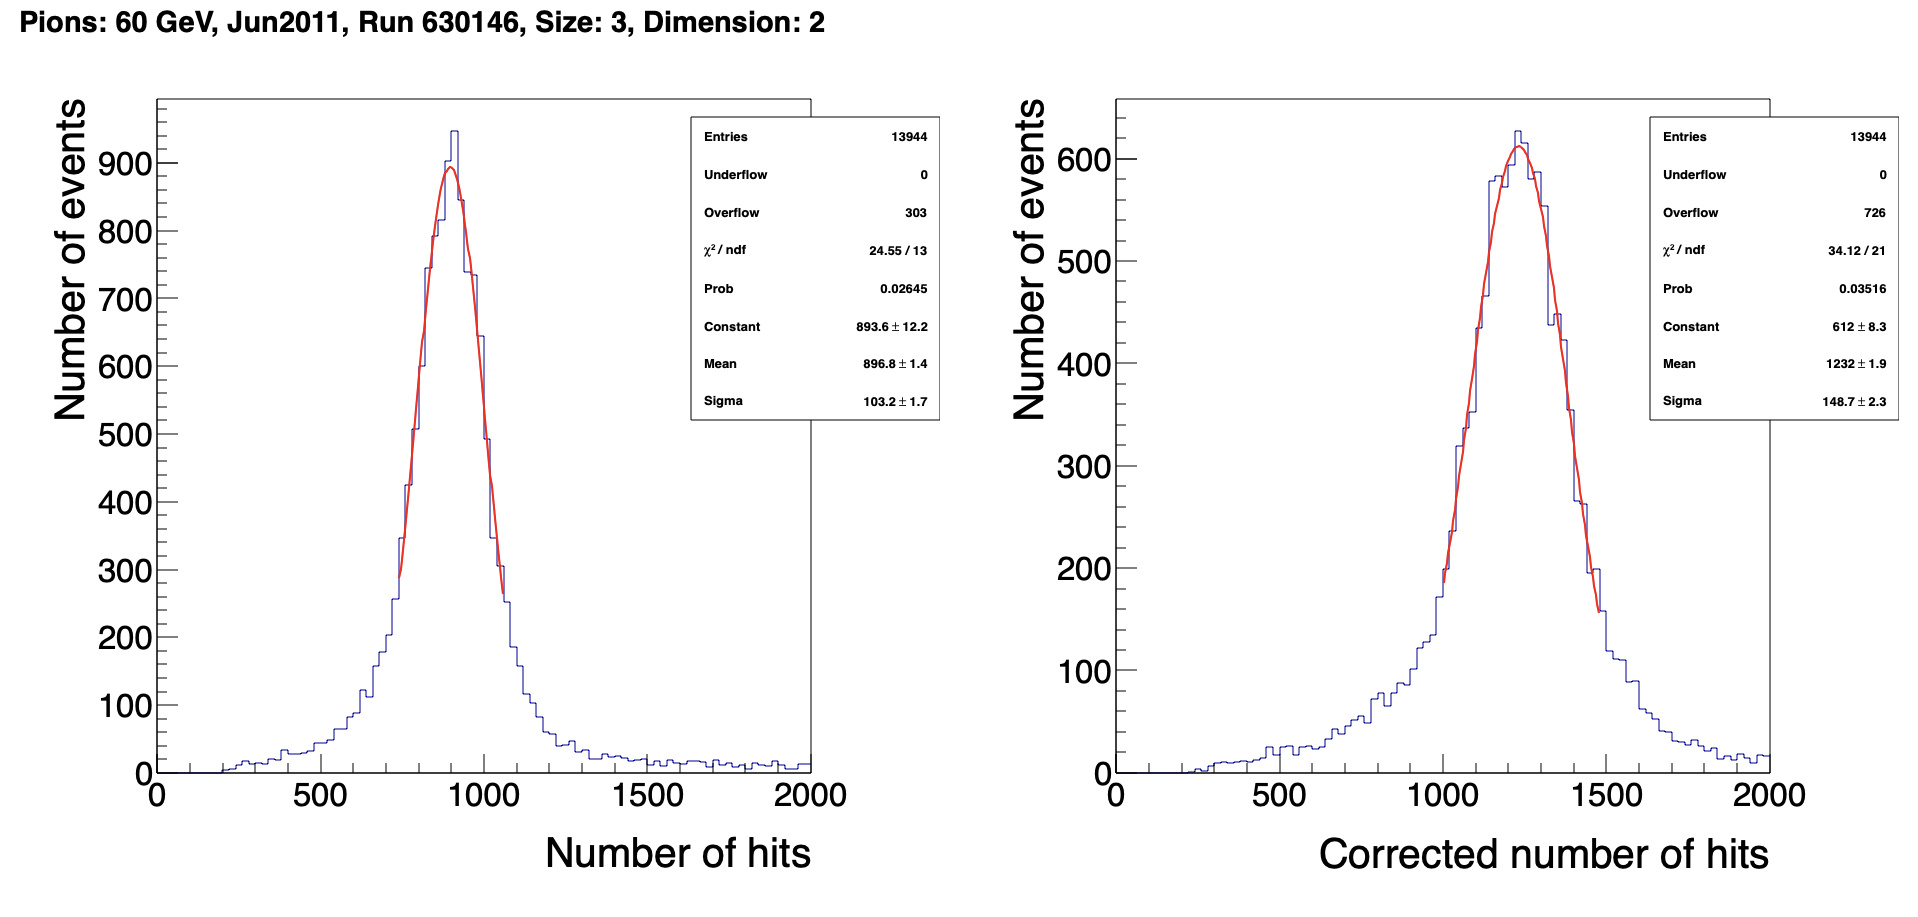 Pions: 60 GeV, Jun2011, Run 630146, Size: 3, Dimension: 2
Number of events
900
800
700
600
500
400
300
200
100
0
0 500 1000 1500 2000
Number of hits
Entries 13944
Underflow 0
Overflow 303
χ² / ndf 24.55 / 13
Prob 0.02645
Constant 893.6 ± 12.2
Mean 896.8 ± 1.4
Sigma 103.2 ± 1.7
Number of events
600
500
400
300
200
100
0
0 500 1000 1500 2000
Corrected number of hits
Entries 13944
Underflow 0
Overflow 726
χ² / ndf 34.12 / 21
Prob 0.03516
Constant 612 ± 8.3
Mean 1232 ± 1.9
Sigma 148.7 ± 2.3